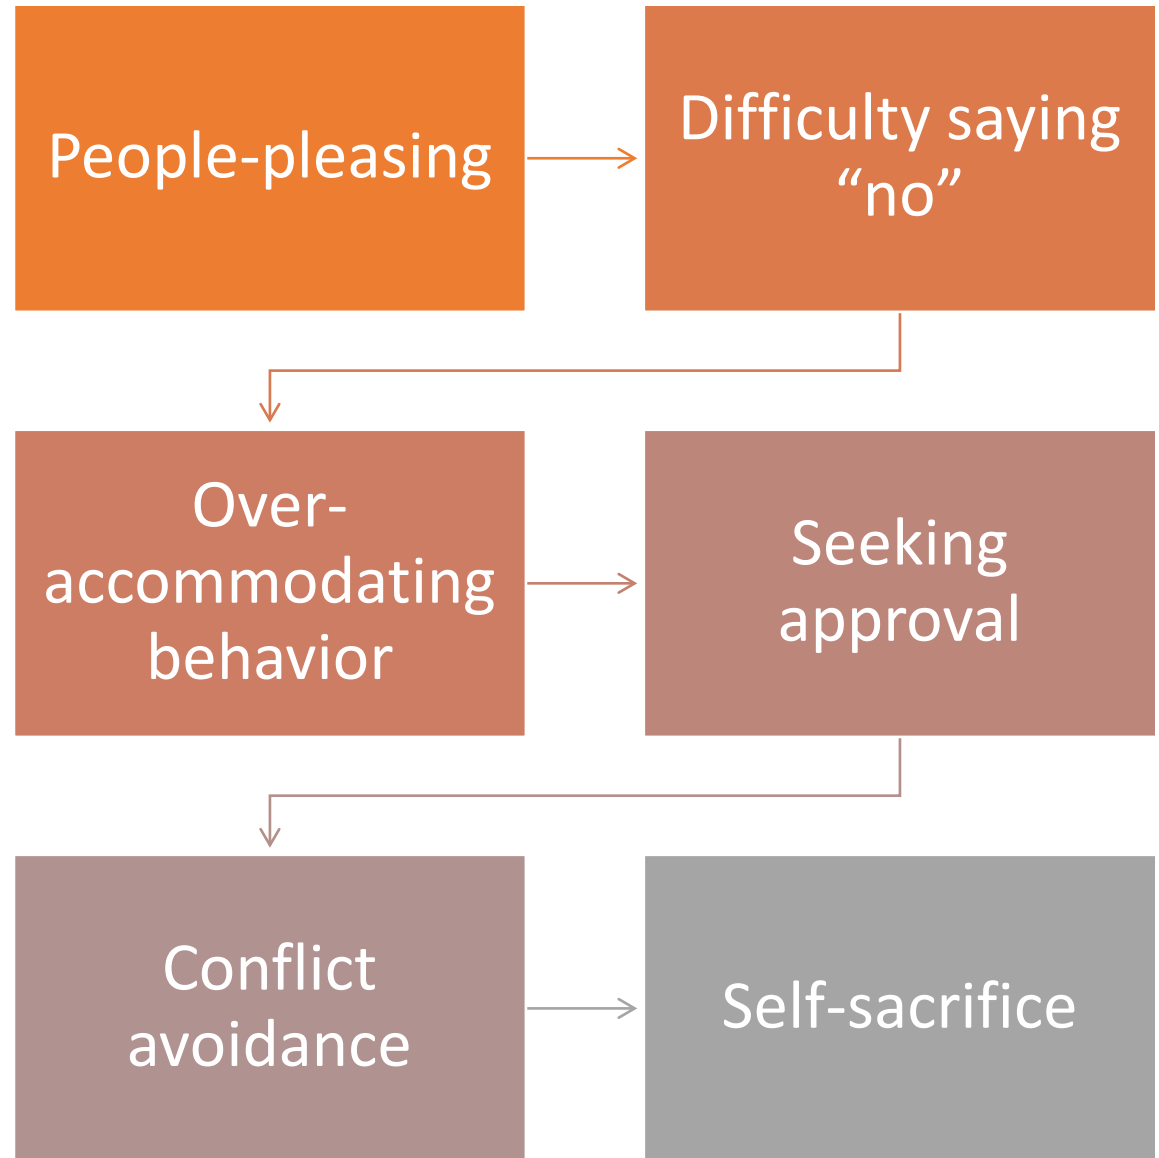 People-pleasing
Difficulty saying
“no”
Over-
accommodating
behavior
Seeking
approval
Conflict
avoidance
Self-sacrifice